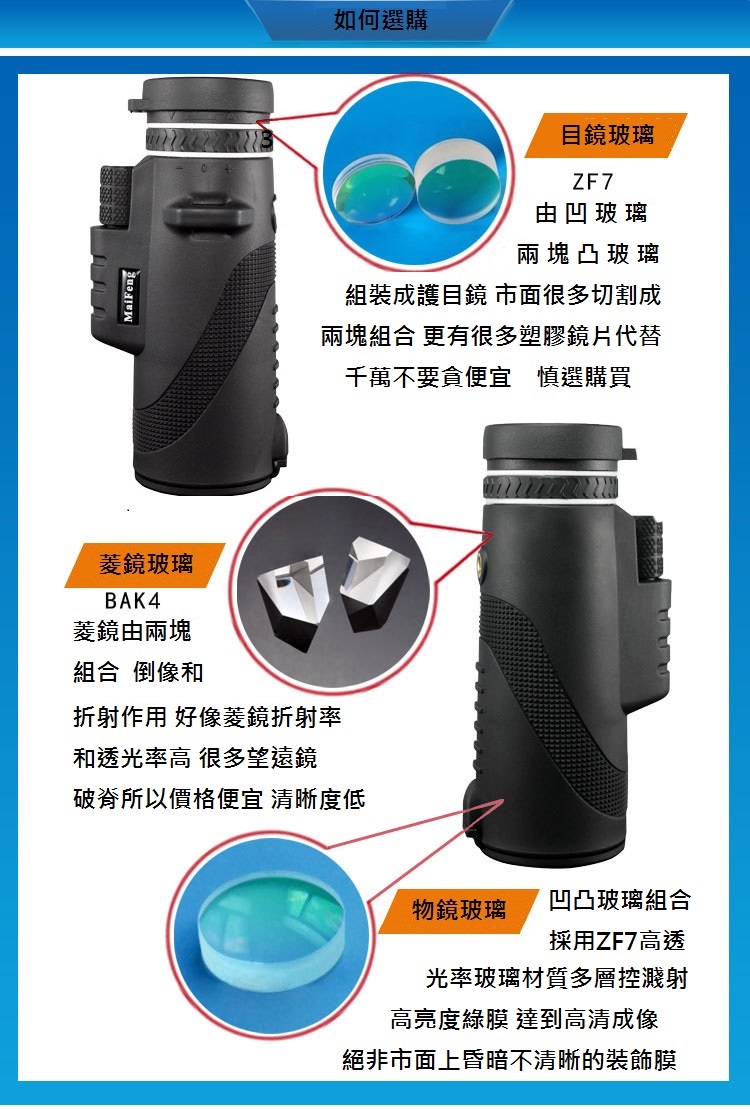 如何選購
目鏡玻璃
3
- 0 +
ZF7
由凹玻璃
兩塊凸玻璃
MaiFeng
組裝成護目鏡 市面很多切割成
兩塊組合 更有很多塑膠鏡片代替
千萬不要貪便宜 慎選購買
菱鏡玻璃
BAK4
菱鏡由兩塊
組合 倒像和
折射作用 好像菱鏡折射率
和透光率高 很多望遠鏡
破脊所以價格便宜 清晰度低
物鏡玻璃
凹凸玻璃組合
採用ZF7高透
光率玻璃材質多層控濺射
高亮度綠膜 達到高清成像
絕非市面上昏暗不清晰的裝飾膜